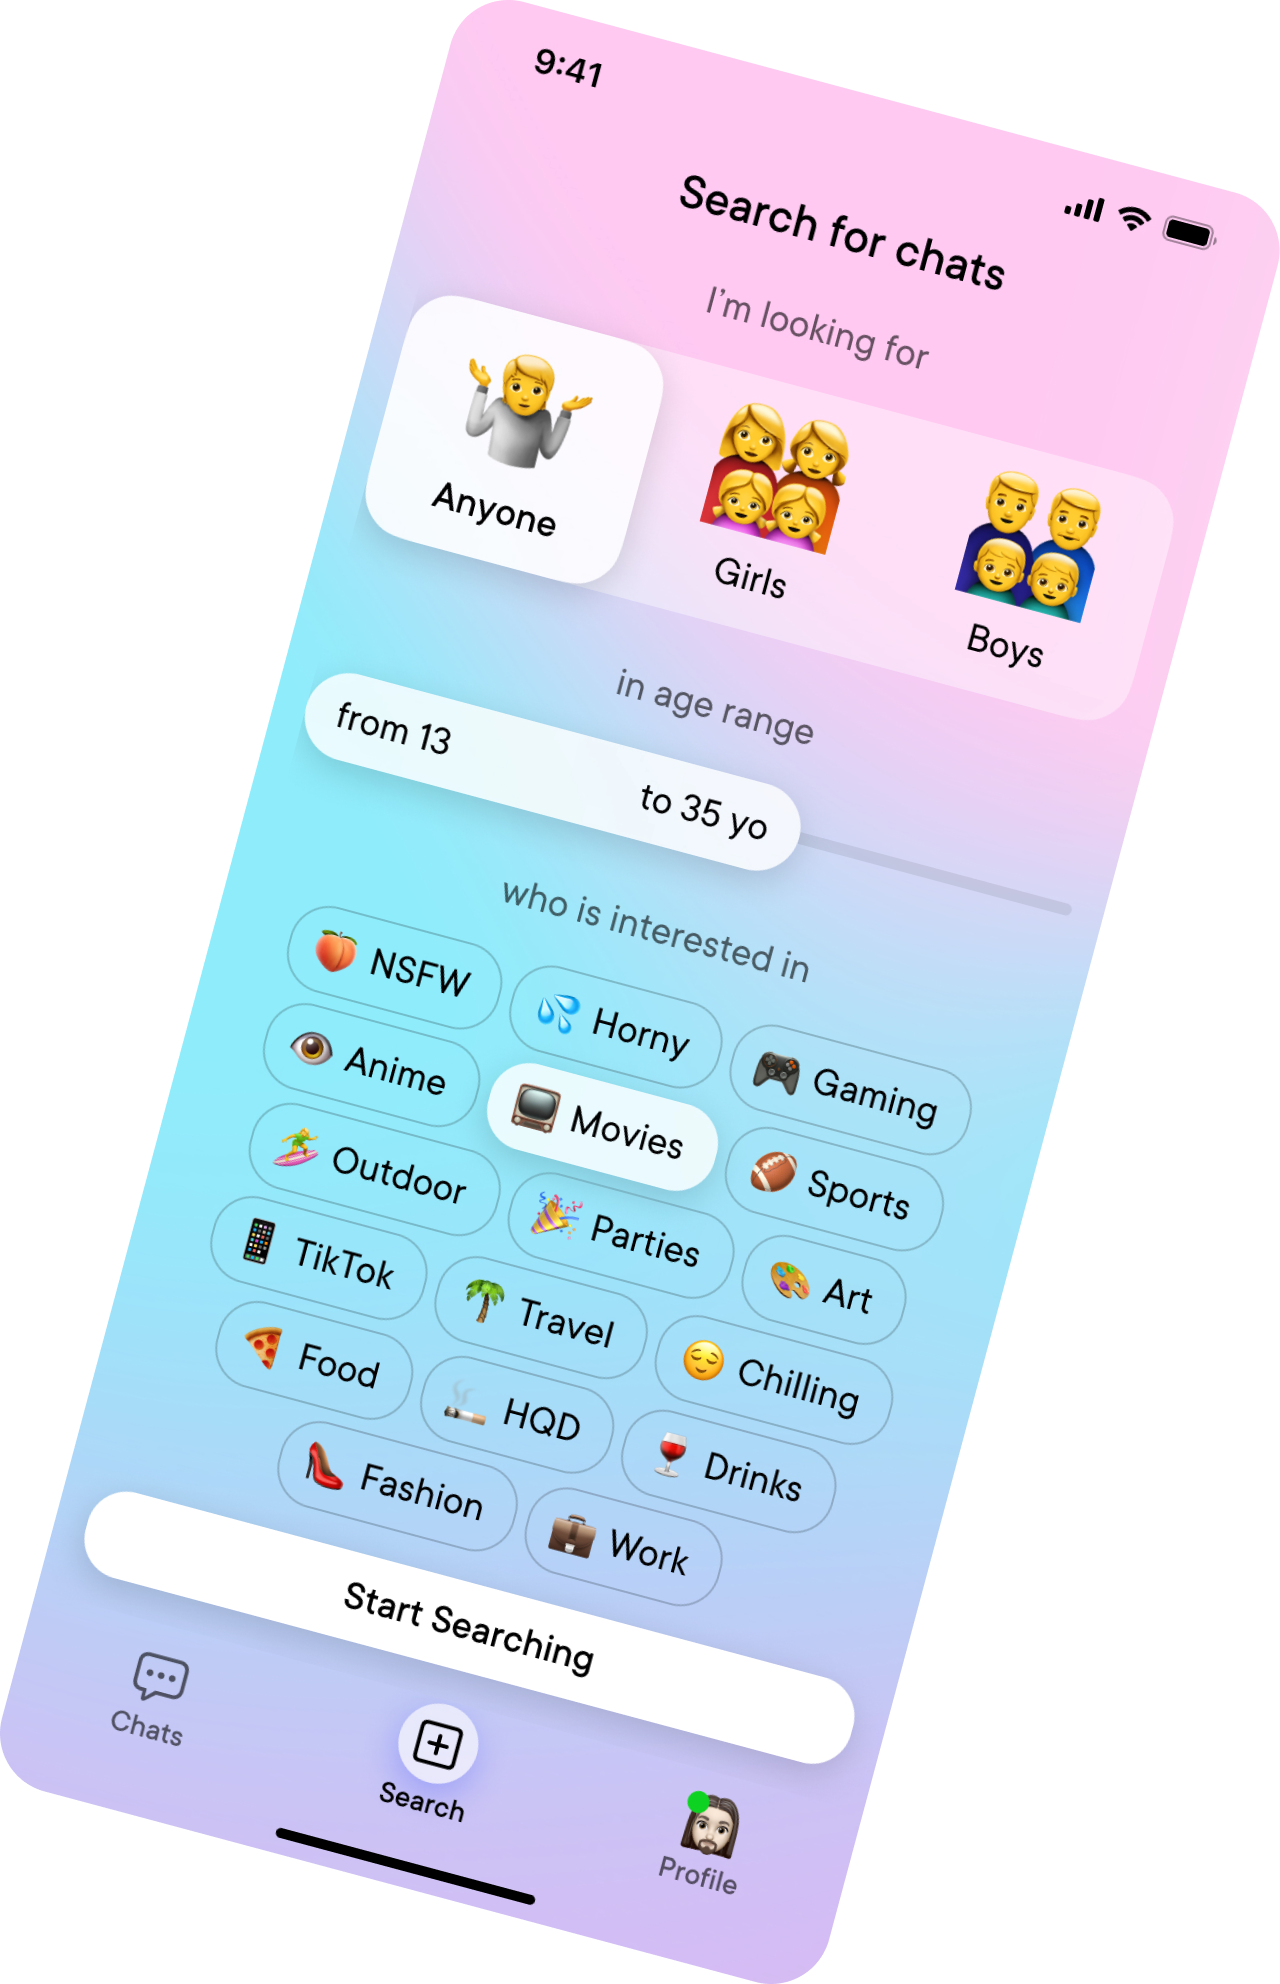 9:41
Search for chats
I'm looking for
Anyone
Girls
Boys
in age range
from 13
to 35 yo
who is interested in
NSFW
Horny
Gaming
Anime
Movies
Sports
Outdoor
Parties
Art
TikTok
Travel
Chilling
Food
HQD
Drinks
Fashion
Work
Start Searching
Chats
Search
Profile